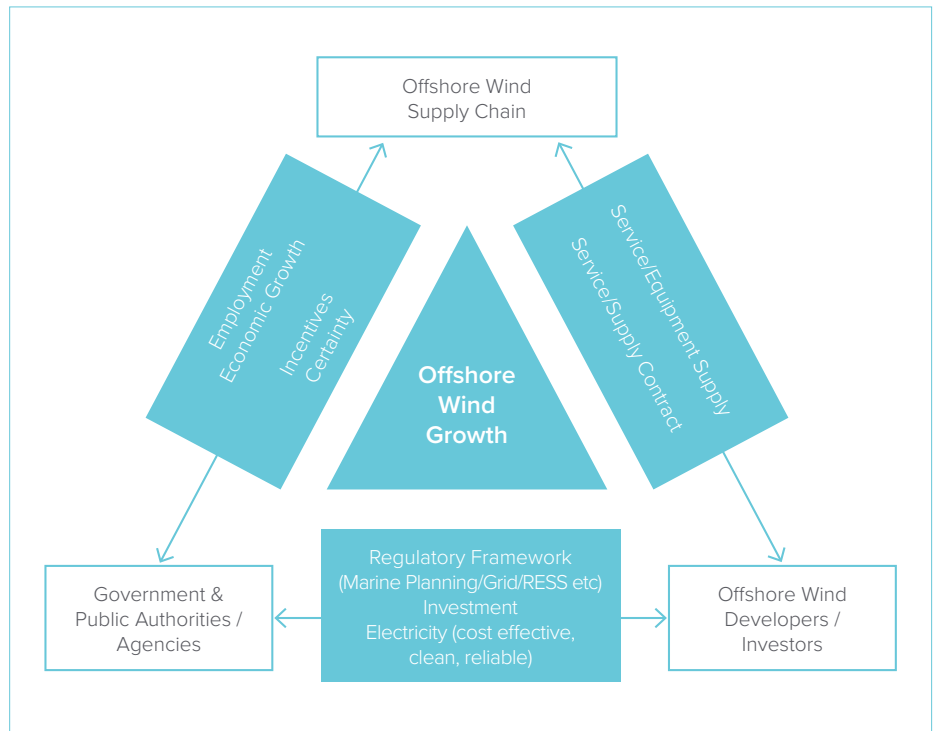 Offshore Wind
Supply Chain
Employment
Economic Growth
Incentives
Certainty
Service/Equipment Supply
Service/Supply Contract
Offshore
Wind
Growth
Government &
Public Authorities /
Agencies
Regulatory Framework
(Marine Planning/Grid/RESS etc)
Investment
Electricity (cost effective,
clean, reliable)
Offshore Wind
Developers /
Investors